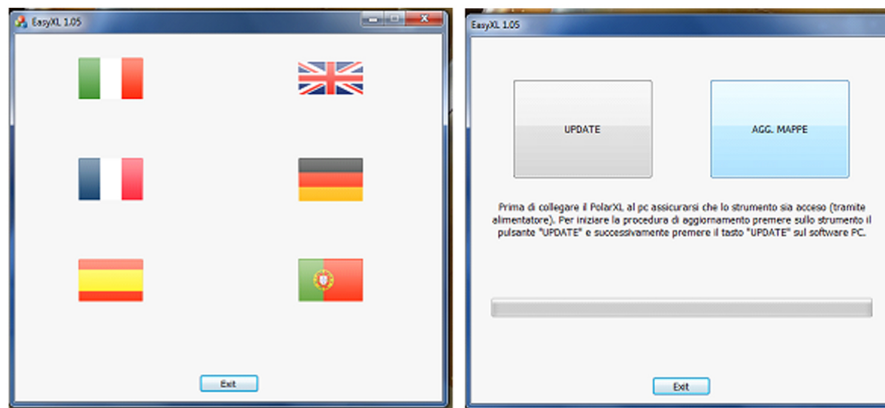 EasyXL 1.05
Exit
EasyXL 1.05
UPDATE
AGG. MAPPE
Prima di collegare il PolarXL al pc assicurarsi che lo strumento sia acceso (tramite
alimentatore). Per iniziare la procedura di aggiornamento premere sullo strumento il
pulsante "UPDATE" e successivamente premere il tasto "UPDATE" sul software PC.
Exit